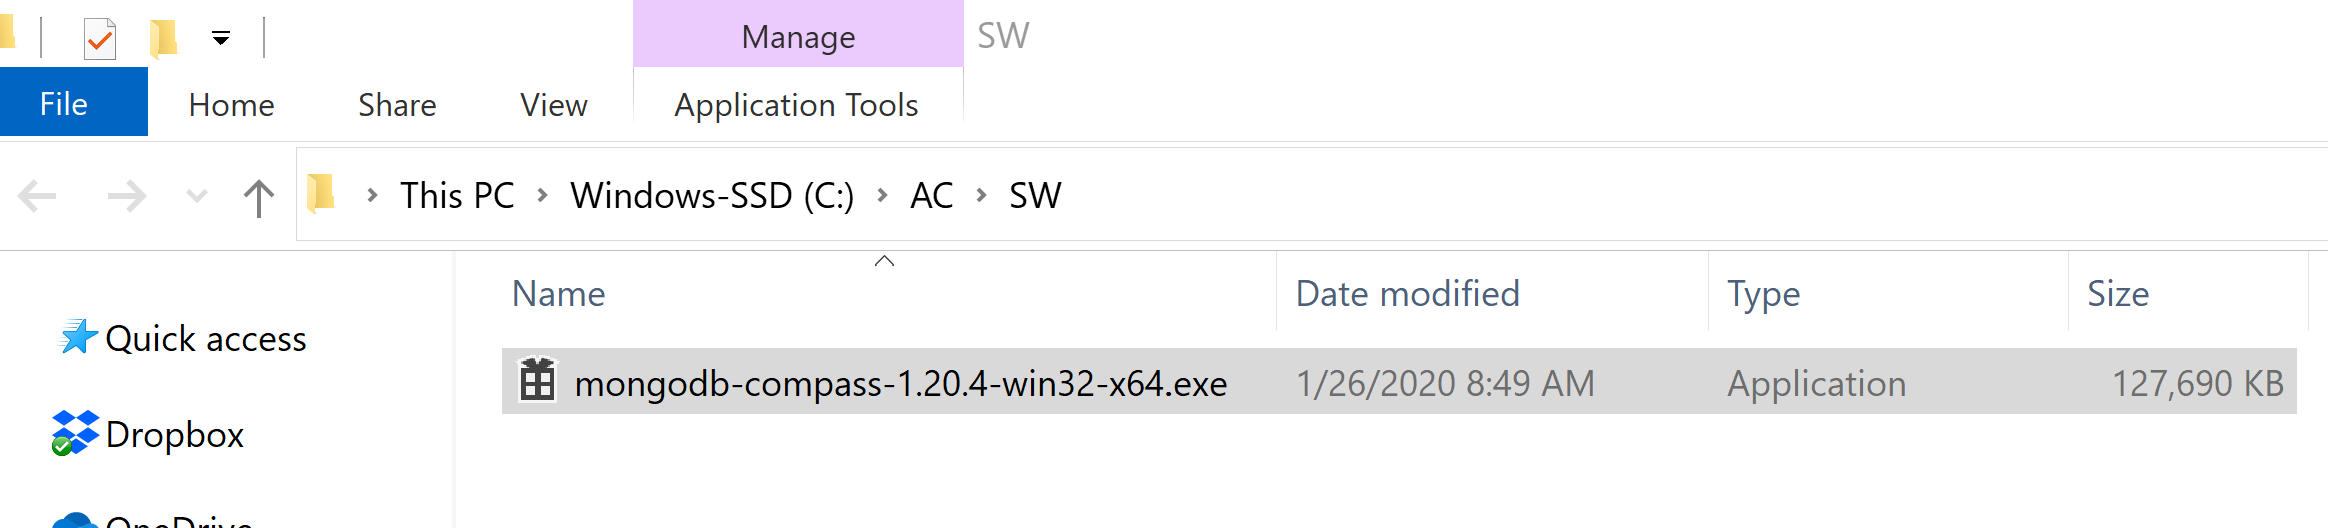 Manage SW
File Home Share View Application Tools
This PC Windows-SSD (C:) AC SW
Name Date modified Type Size
Quick access
mongodb-compass-1.20.4-win32-x64.exe 1/26/2020 8:49 AM Application 127,690 KB
Dropbox
OneDrive